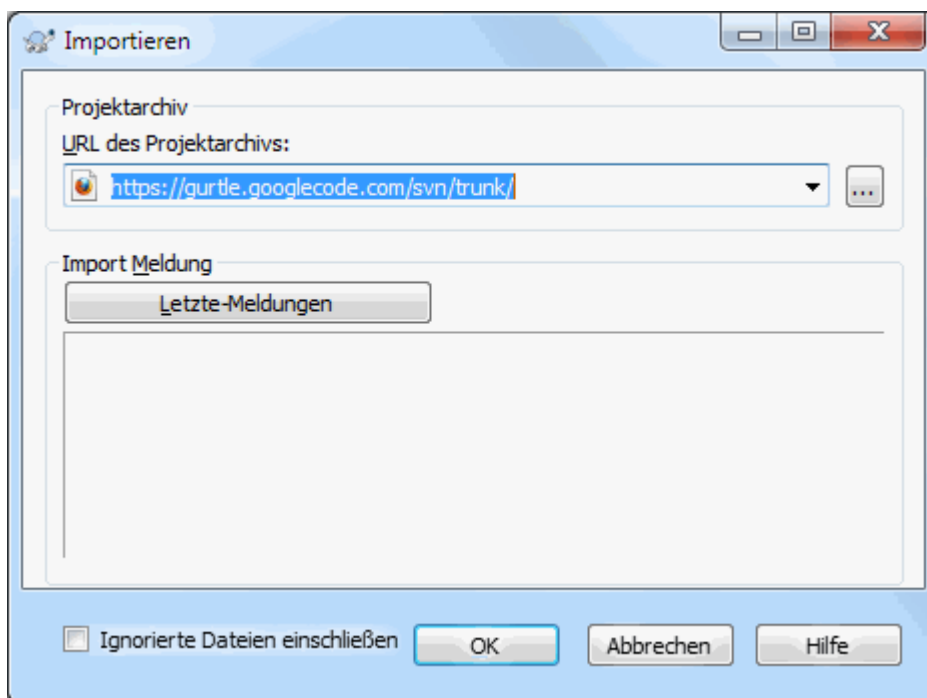 Importieren
Projektarchiv
URL des Projektarchivs:
https://gurtle.googlecode.com/svn/trunk/
...
Import Meldung
Letzte-Meldungen
Ignorierte Dateien einschließen
OK
Abbrechen
Hilfe